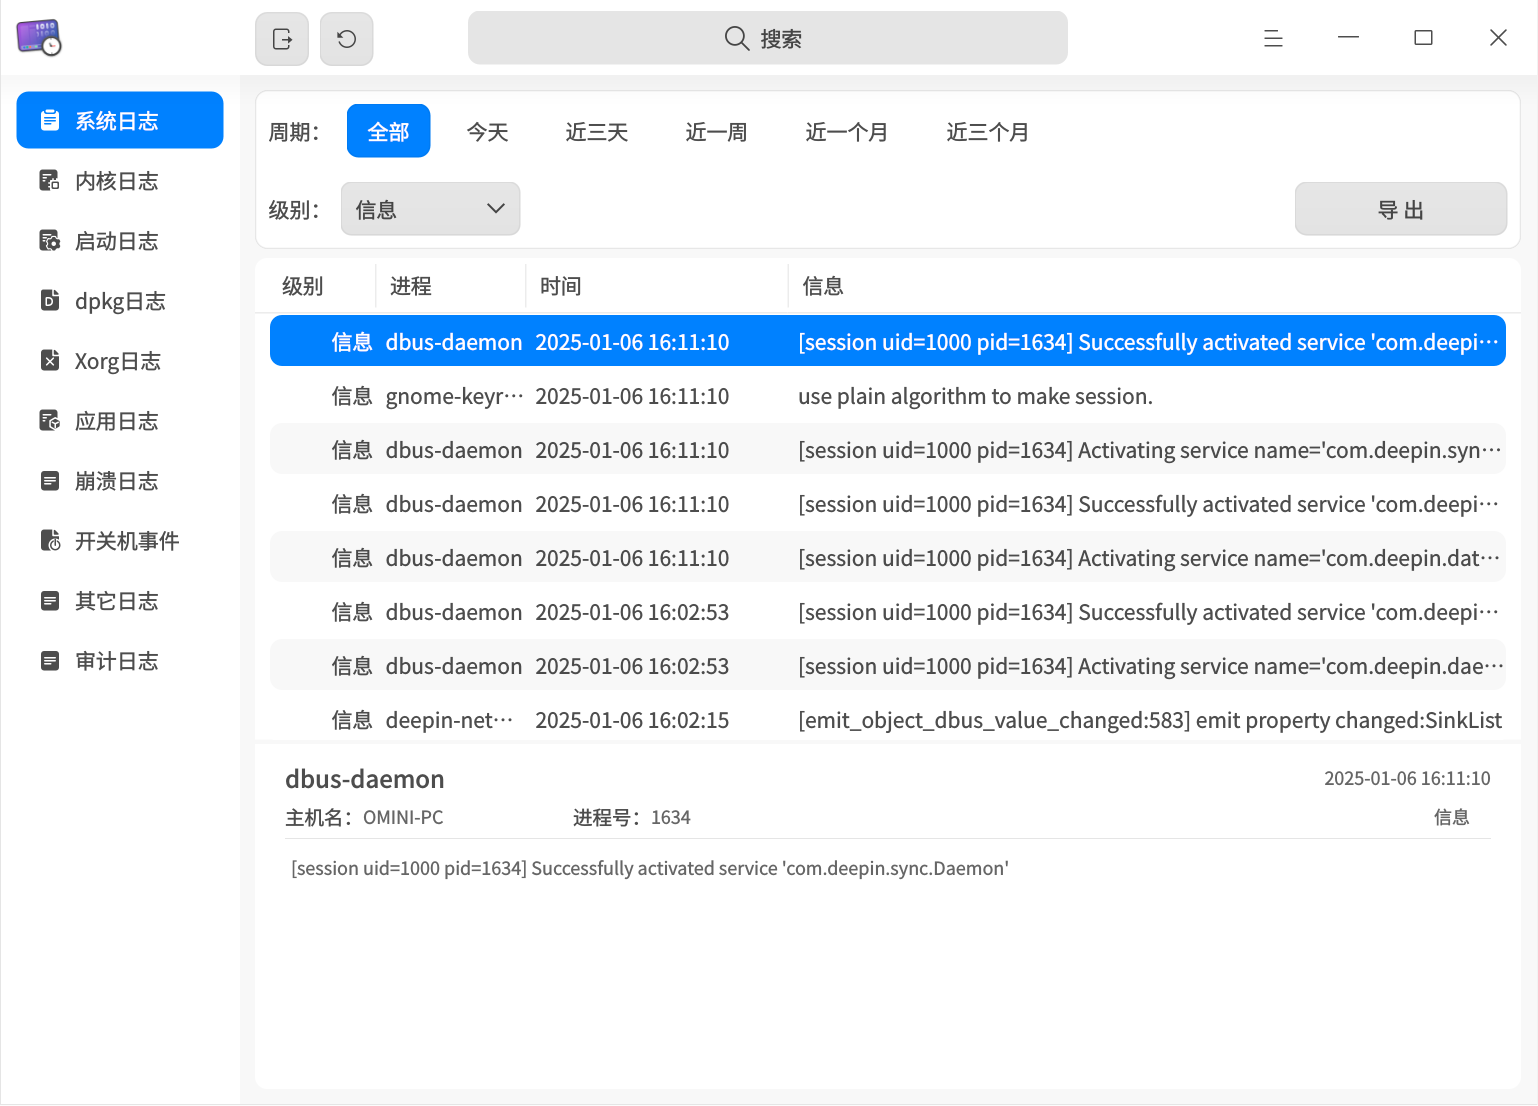 搜索
系统日志
内核日志
启动日志
dpkg日志
Xorg日志
应用日志
崩溃日志
开关机事件
其它日志
审计日志
周期： 全部 今天 近三天 近一周 近一个月 近三个月
级别： 信息 导 出
级别 进程 时间 信息
信息 dbus-daemon 2025-01-06 16:11:10 [session uid=1000 pid=1634] Successfully activated service 'com.deepi···
信息 gnome-keyr··· 2025-01-06 16:11:10 use plain algorithm to make session.
信息 dbus-daemon 2025-01-06 16:11:10 [session uid=1000 pid=1634] Activating service name='com.deepin.syn···
信息 dbus-daemon 2025-01-06 16:11:10 [session uid=1000 pid=1634] Successfully activated service 'com.deepi···
信息 dbus-daemon 2025-01-06 16:11:10 [session uid=1000 pid=1634] Activating service name='com.deepin.dat···
信息 dbus-daemon 2025-01-06 16:02:53 [session uid=1000 pid=1634] Successfully activated service 'com.deepi···
信息 dbus-daemon 2025-01-06 16:02:53 [session uid=1000 pid=1634] Activating service name='com.deepin.dae···
信息 deepin-net··· 2025-01-06 16:02:15 [emit_object_dbus_value_changed:583] emit property changed:SinkList
dbus-daemon 2025-01-06 16:11:10
主机名： OMINI-PC 进程号： 1634 信息
[session uid=1000 pid=1634] Successfully activated service 'com.deepin.sync.Daemon'